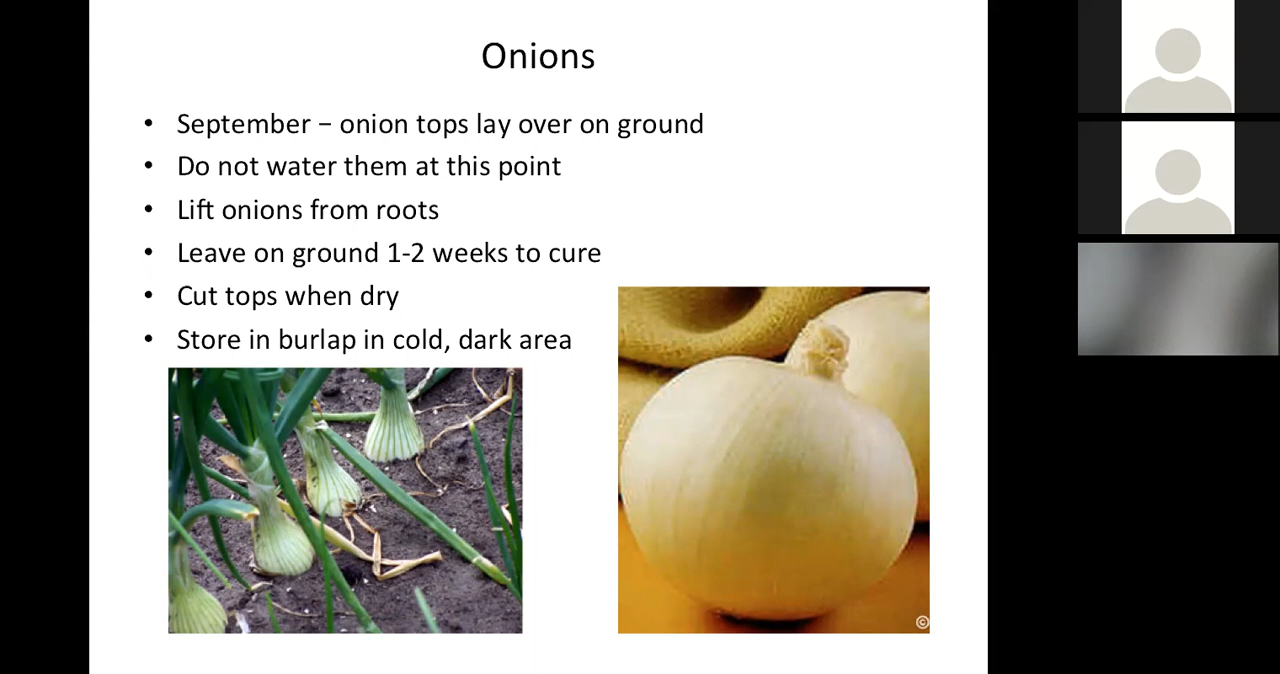 Onions
• September – onion tops lay over on ground
• Do not water them at this point
• Lift onions from roots
• Leave on ground 1-2 weeks to cure
• Cut tops when dry
• Store in burlap in cold, dark area
©